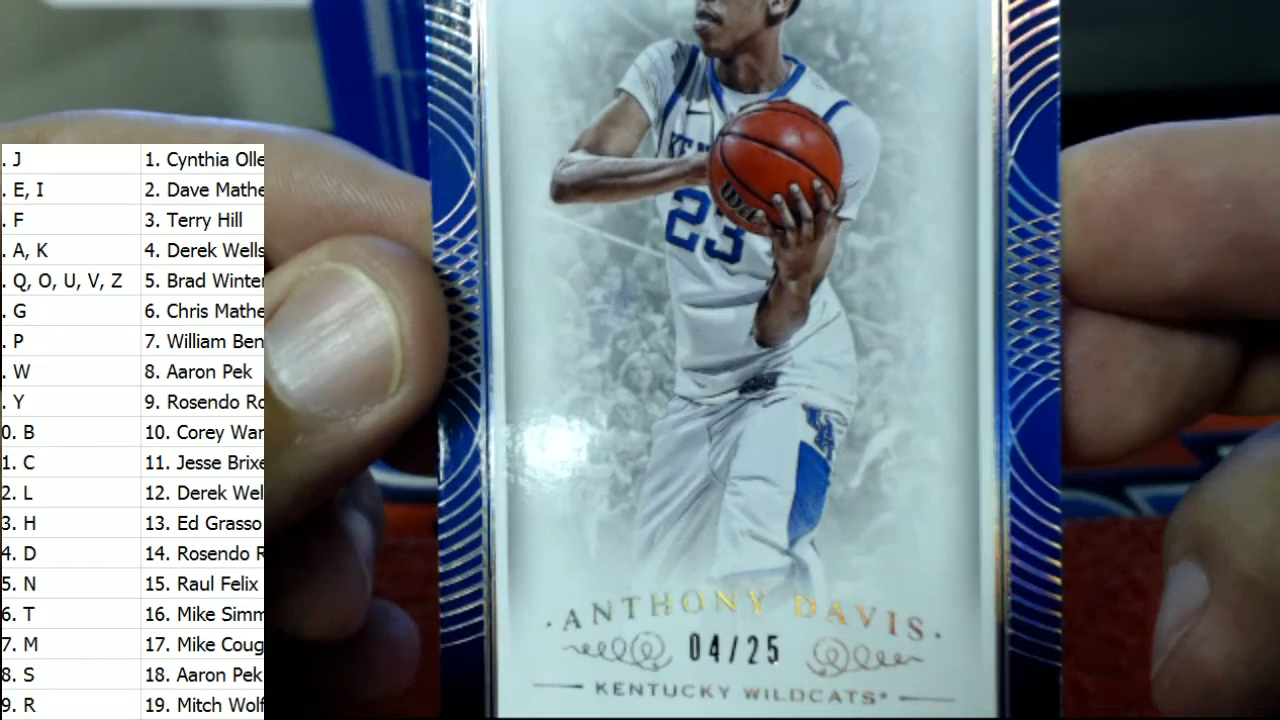 . J 1. Cynthia Olle
. E, I 2. Dave Mathe
. F 3. Terry Hill
. A, K 4. Derek Wells
. Q, O, U, V, Z 5. Brad Winter
. G 6. Chris Mathe
. P 7. William Ben
. W 8. Aaron Pek
. Y 9. Rosendo Ro
0. B 10. Corey War
1. C 11. Jesse Brixe
2. L 12. Derek Wel
3. H 13. Ed Grasso
4. D 14. Rosendo R
5. N 15. Raul Felix
6. T 16. Mike Simm
7. M 17. Mike Coug
8. S 18. Aaron Pek
9. R 19. Mitch Wolf
23
·ANTHONY DAVIS·
04/25
KENTUCKY WILDCATS